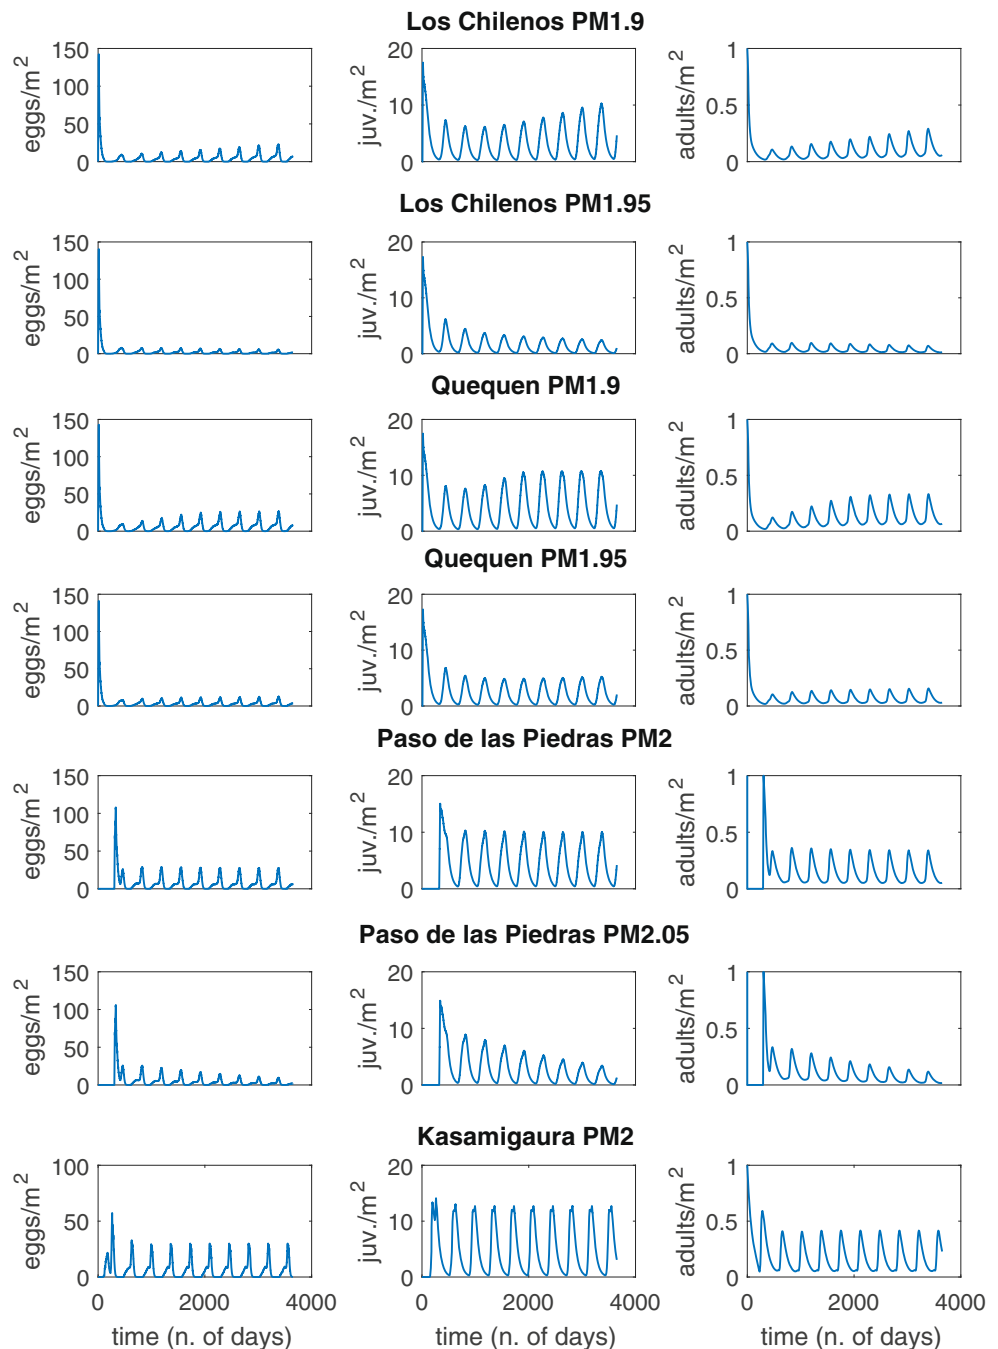 Los Chilenos PM1.9
eggs/m²
150
100
50
0
juv./m²
20
10
0
adults/m²
1
0.5
0
Los Chilenos PM1.95
eggs/m²
150
100
50
0
juv./m²
20
10
0
adults/m²
1
0.5
0
Quequen PM1.9
eggs/m²
150
100
50
0
juv./m²
20
10
0
adults/m²
1
0.5
0
Quequen PM1.95
eggs/m²
150
100
50
0
juv./m²
20
10
0
adults/m²
1
0.5
0
Paso de las Piedras PM2
eggs/m²
150
100
50
0
juv./m²
20
10
0
adults/m²
1
0.5
0
Paso de las Piedras PM2.05
eggs/m²
150
100
50
0
juv./m²
20
10
0
adults/m²
1
0.5
0
Kasamigaura PM2
eggs/m²
100
50
0
0 2000 4000
time (n. of days)
juv./m²
20
10
0
0 2000 4000
time (n. of days)
adults/m²
1
0.5
0
0 2000 4000
time (n. of days)